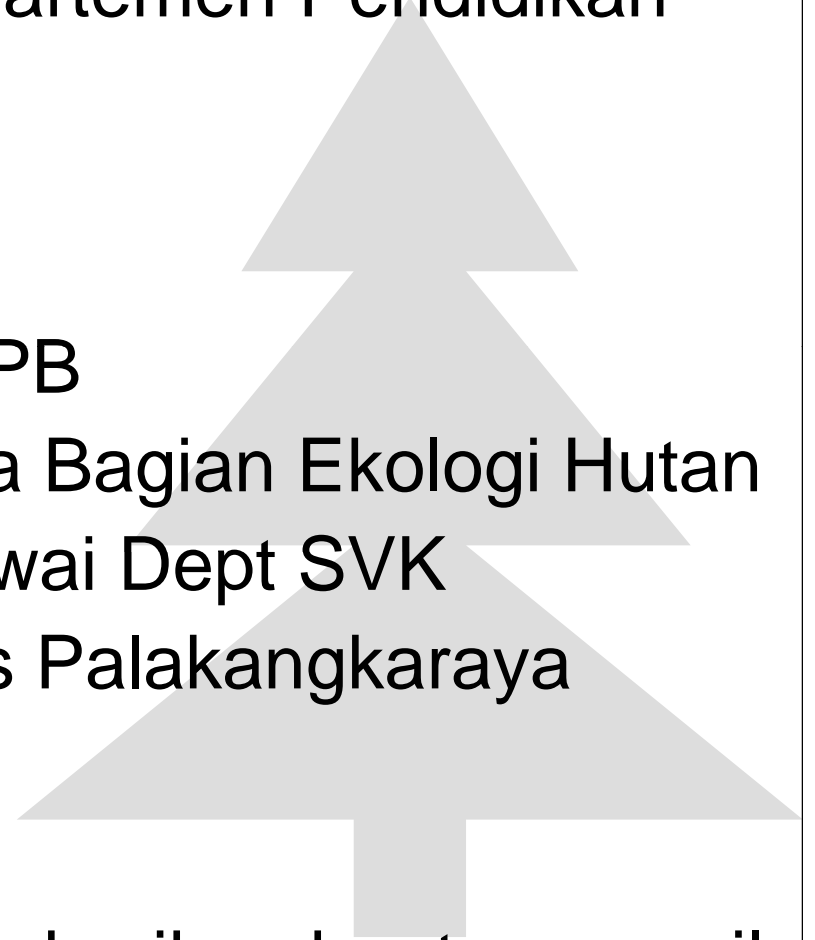 artemen Pendidikan
PB
a Bagian Ekologi Hutan
wai Dept SVK
s Palakangkaraya